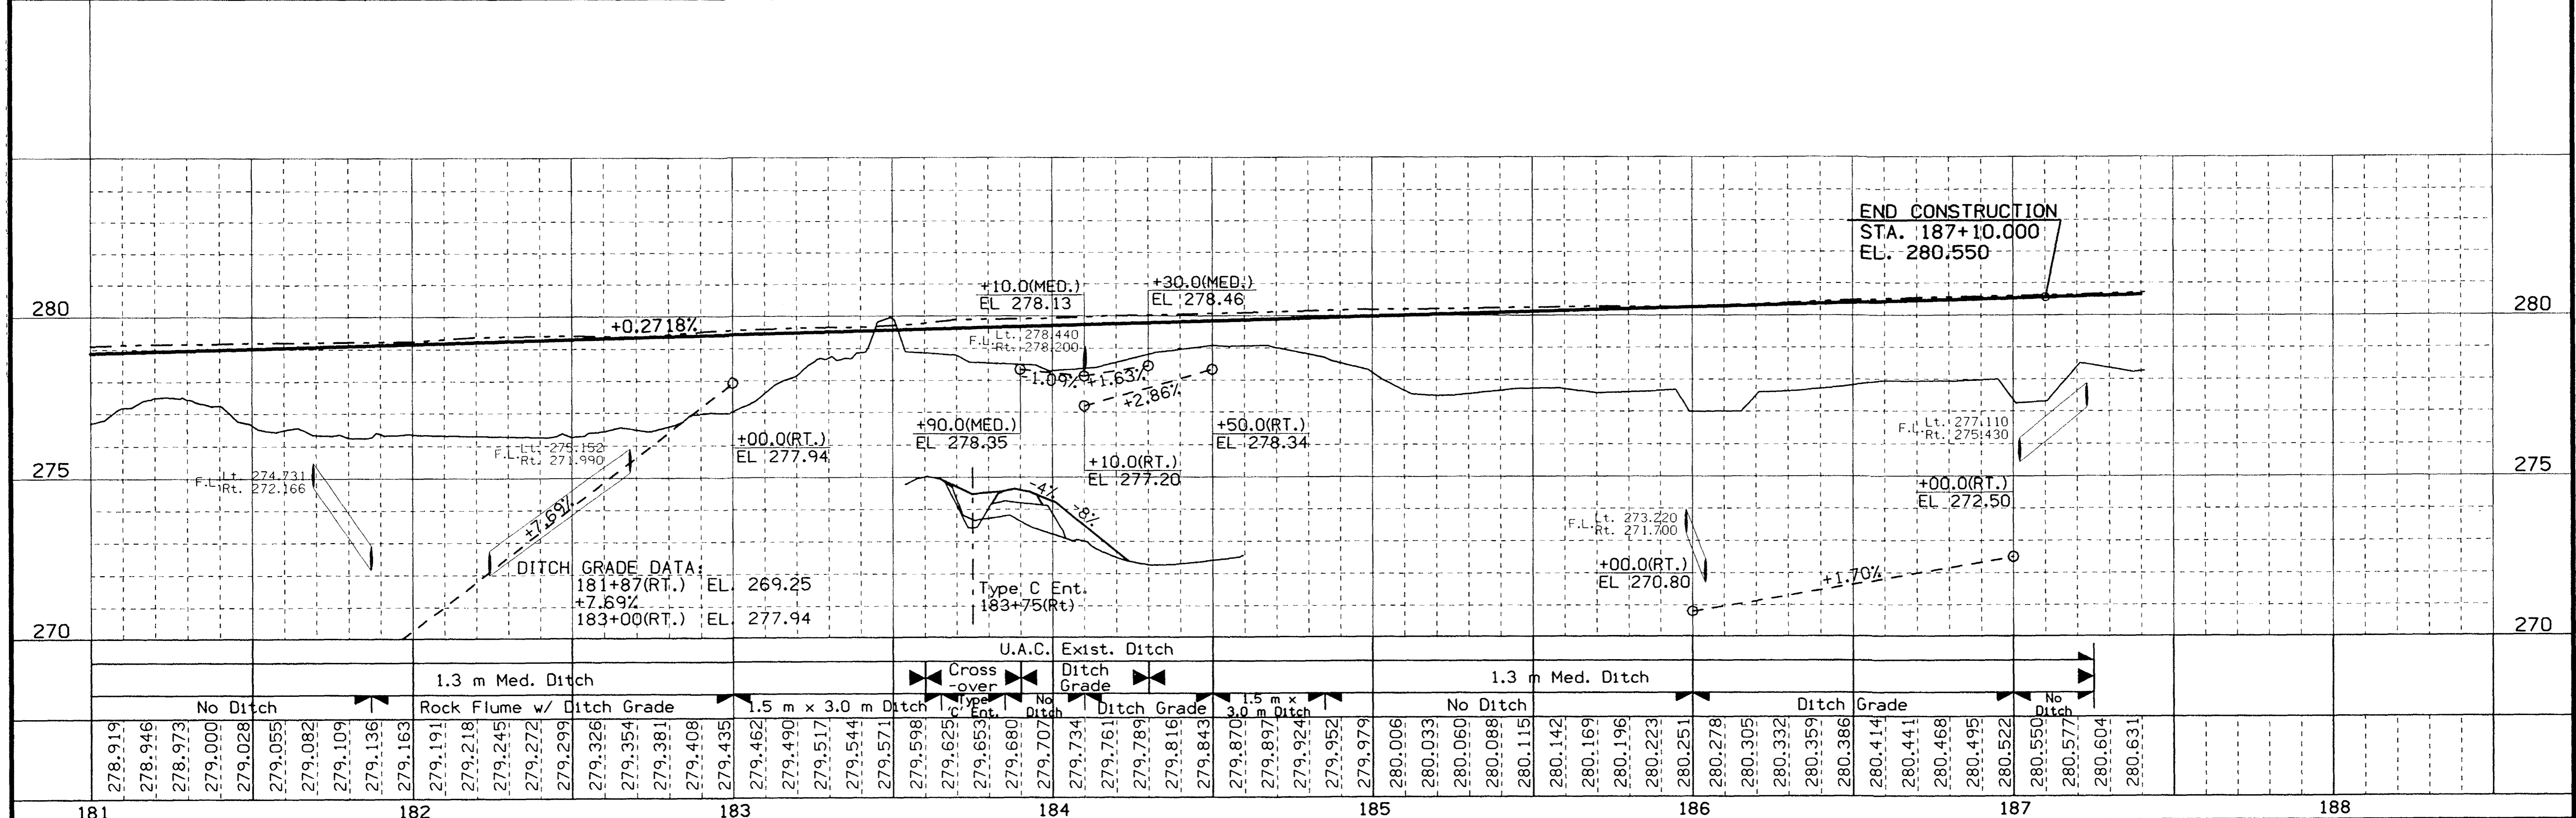 END CONSTRUCTION
STA. 187+10.000
EL. 280.550
+10.0(MED.)
EL 278.13
+30.0(MED.)
EL 278.46
280
280
+0.2718%
F.L. Lt. 278.440
Rt. 278.200
-1.09%
+1.63%
+2.86%
+00.0(RT.)
EL 277.94
+90.0(MED.)
EL 278.35
+50.0(RT.)
EL 278.34
F.L. Lt. 277.110
Rt. 275.430
F.L. Lt. 275.152
Rt. 271.990
+10.0(RT.)
EL 277.20
275
275
F.L. Lt. 274.731
Rt. 272.166
+00.0(RT.)
EL 272.50
-4%
-8%
+7.69%
F.L. Lt. 273.220
Rt. 271.700
DITCH GRADE DATA:
181+87(RT.) EL. 269.25
+7.69%
183+00(RT.) EL. 277.94
Type C Ent.
183+75(Rt)
+00.0(RT.)
EL 270.80
+1.70%
270
270
U.A.C. Exist. Ditch
1.3 m Med. Ditch
Cross
-over
Ditch
Grade
1.3 m Med. Ditch
No Ditch
Rock Flume w/ Ditch Grade
1.5 m x 3.0 m Ditch
Type
C Ent.
No
Ditch
Ditch Grade
1.5 m x
3.0 m Ditch
No Ditch
Ditch Grade
No
Ditch
278.919
278.946
278.973
279.000
279.028
279.055
279.082
279.109
279.136
279.163
279.191
279.218
279.245
279.272
279.299
279.326
279.354
279.381
279.408
279.435
279.462
279.490
279.517
279.544
279.571
279.598
279.625
279.653
279.680
279.707
279.734
279.761
279.789
279.816
279.843
279.870
279.897
279.924
279.952
279.979
280.006
280.033
280.060
280.088
280.115
280.142
280.169
280.196
280.223
280.251
280.278
280.305
280.332
280.359
280.386
280.414
280.441
280.468
280.495
280.522
280.550
280.577
280.604
280.631
181
182
183
184
185
186
187
188